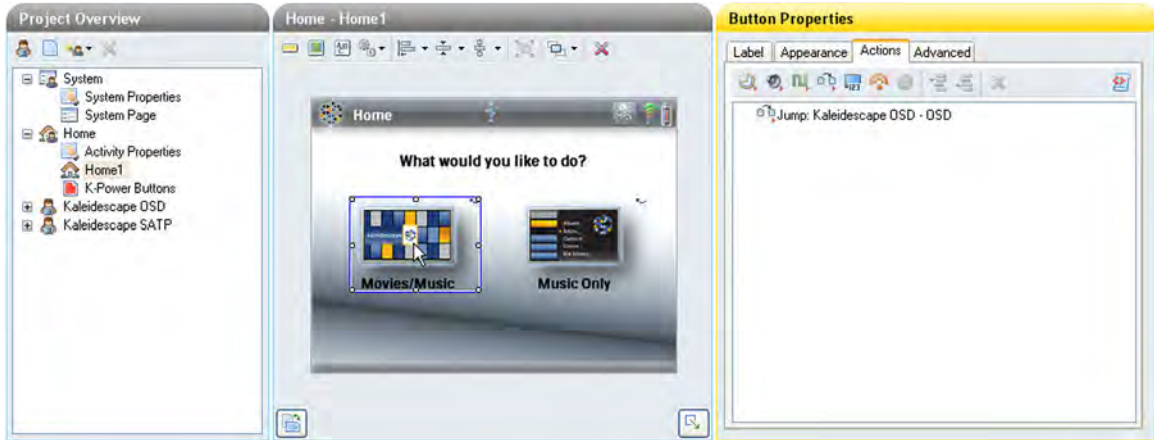 Project Overview
System
System Properties
System Page
Home
Activity Properties
Home1
K-Power Buttons
Kaleidescape OSD
Kaleidescape SATP
Home - Home1
Home
What would you like to do?
Movies/Music
Music Only
Button Properties
Label Appearance Actions Advanced
Jump: Kaleidescape OSD - OSD